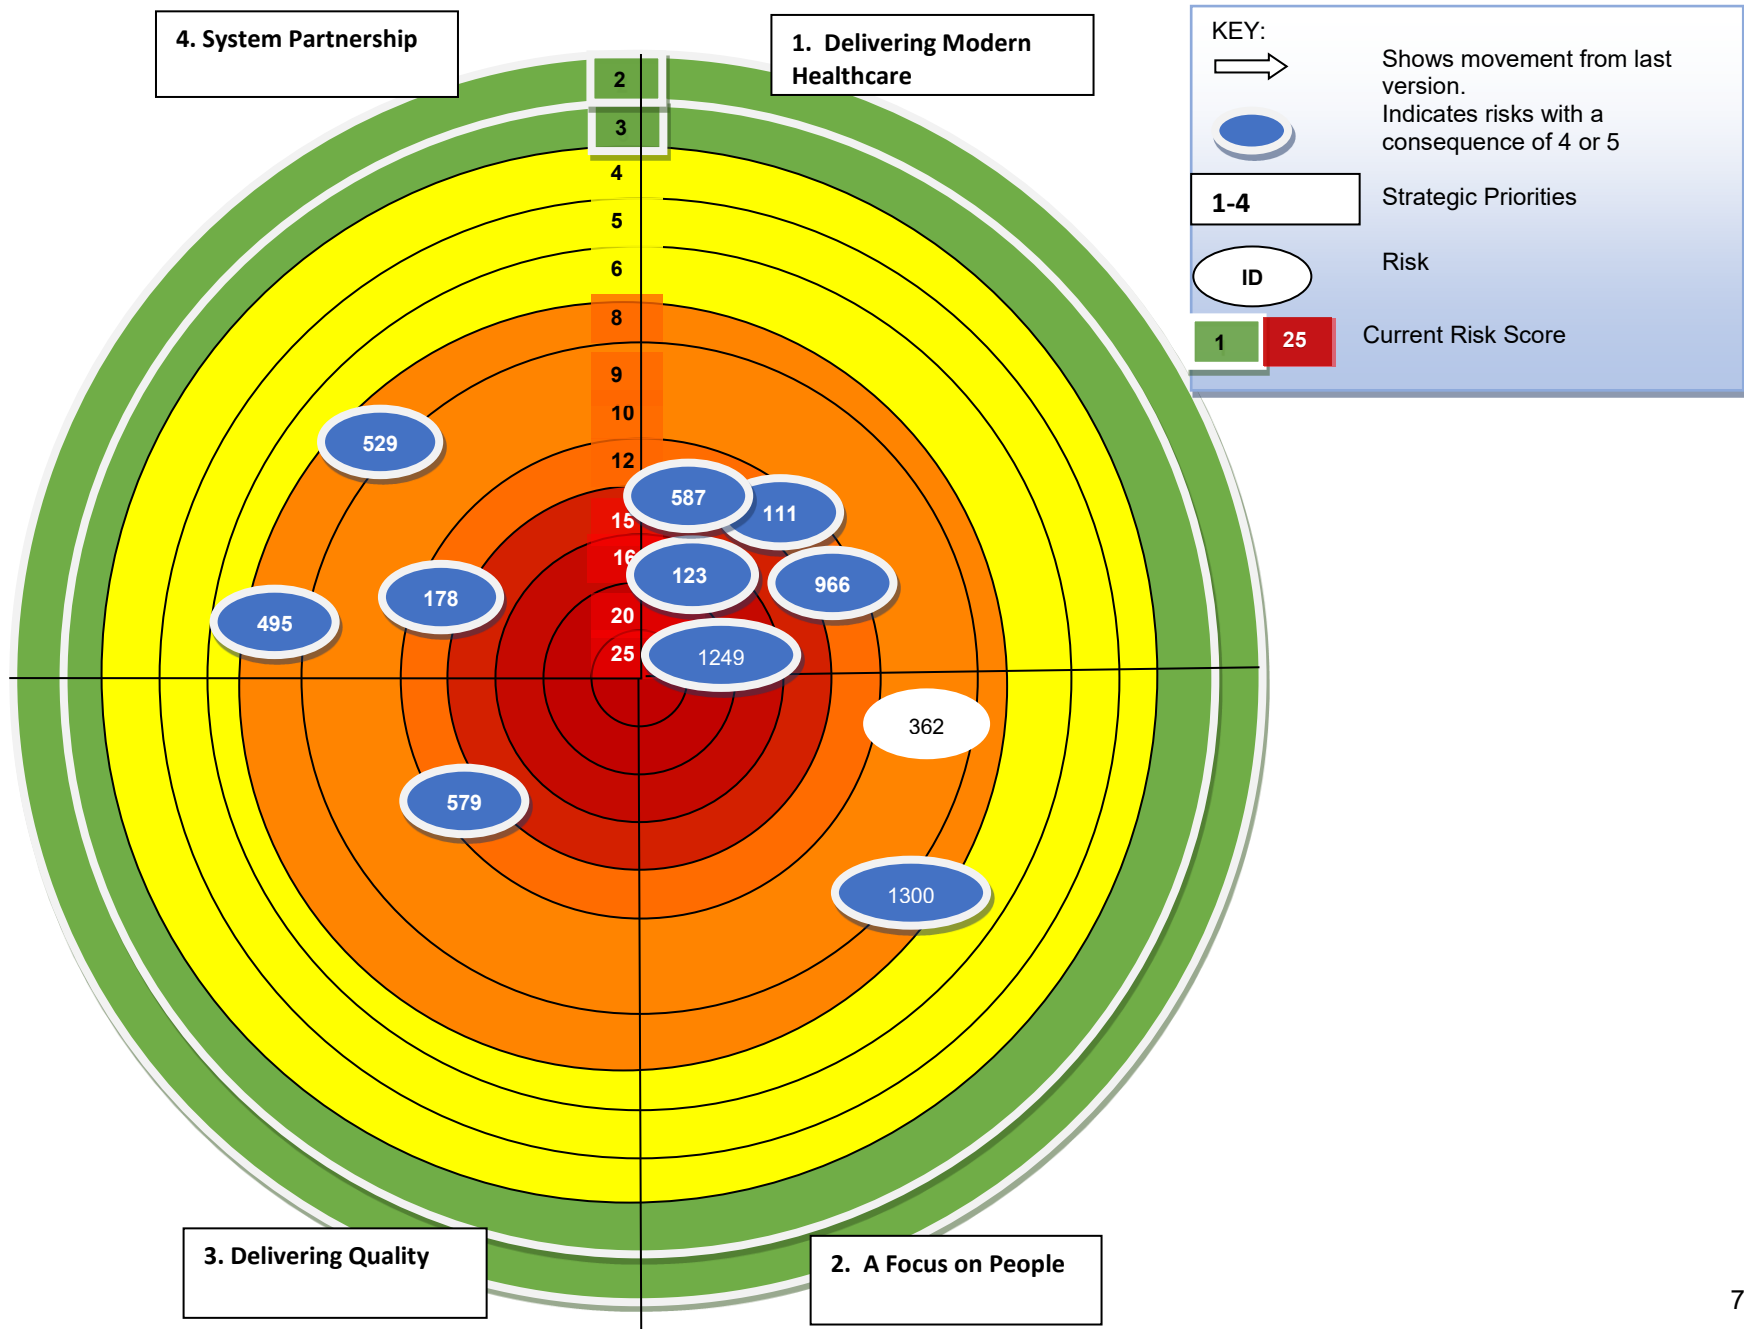 4. System Partnership
1. Delivering Modern
Healthcare
KEY:
Shows movement from last
version.
Indicates risks with a
consequence of 4 or 5
1-4
Strategic Priorities
ID
Risk
1
25
Current Risk Score
2
3
4
5
6
8
9
10
12
15
16
20
25
529
587
111
123
966
178
495
1249
362
579
1300
3. Delivering Quality
2. A Focus on People
7